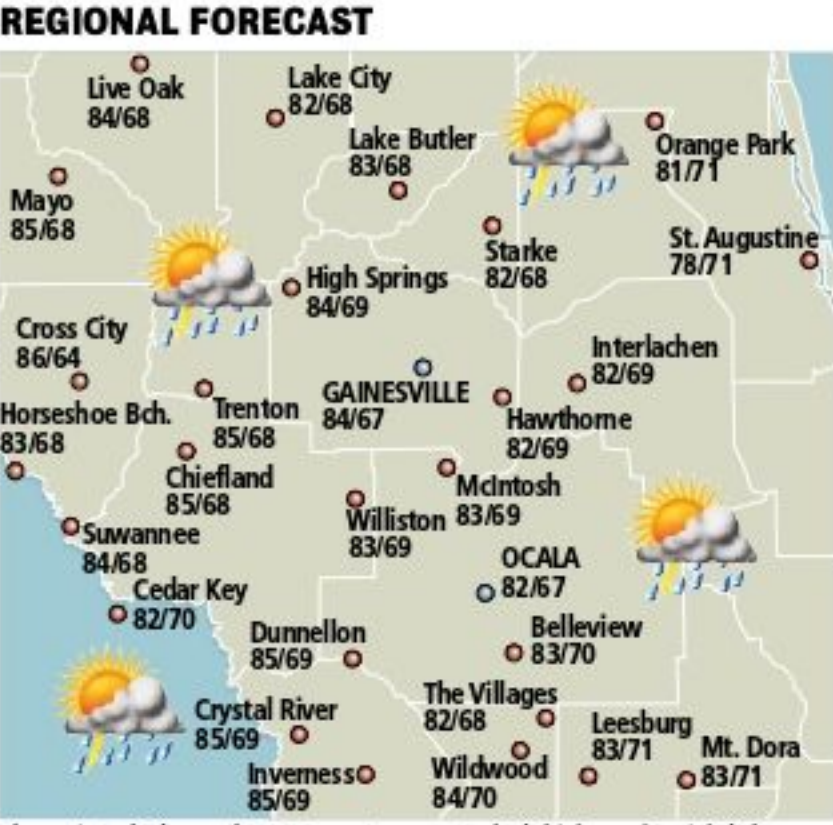 REGIONAL FORECAST
Live Oak
84/68
Lake City
82/68
Lake Butler
83/68
Orange Park
81/71
Mayo
85/68
Starke
82/68
St. Augustine
78/71
High Springs
84/69
Cross City
86/64
Interlachen
82/69
GAINESVILLE
84/67
Trenton
85/68
Hawthorne
82/69
Horseshoe Bch.
83/68
Chiefland
85/68
McIntosh
83/69
Williston
83/69
Suwannee
84/68
OCALA
82/67
Cedar Key
82/70
Dunnellon
85/69
Belleview
83/70
The Villages
82/68
Crystal River
85/69
Leesburg
83/71
Mt. Dora
83/71
Wildwood
84/70
Inverness
85/69